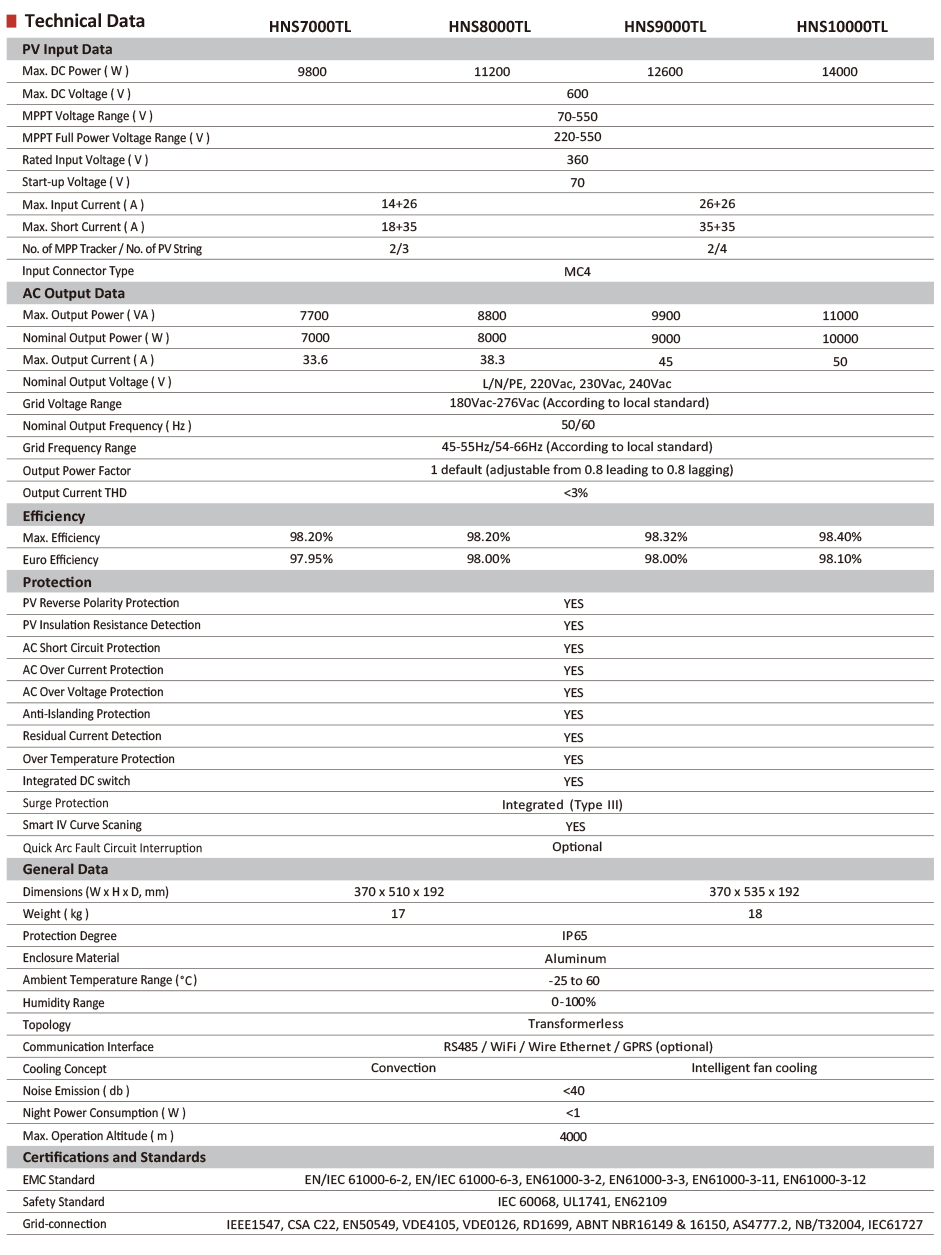 Technical Data HNS7000TL HNS8000TL HNS9000TL HNS10000TL
PV Input Data
Max. DC Power ( W ) 9800 11200 12600 14000
Max. DC Voltage ( V ) 600
MPPT Voltage Range ( V ) 70-550
MPPT Full Power Voltage Range ( V ) 220-550
Rated Input Voltage ( V ) 360
Start-up Voltage ( V ) 70
Max. Input Current ( A ) 14+26 26+26
Max. Short Current ( A ) 18+35 35+35
No. of MPP Tracker / No. of PV String 2/3 2/4
Input Connector Type MC4
AC Output Data
Max. Output Power ( VA ) 7700 8800 9900 11000
Nominal Output Power ( W ) 7000 8000 9000 10000
Max. Output Current ( A ) 33.6 38.3 45 50
Nominal Output Voltage ( V ) L/N/PE, 220Vac, 230Vac, 240Vac
Grid Voltage Range 180Vac-276Vac (According to local standard)
Nominal Output Frequency ( Hz ) 50/60
Grid Frequency Range 45-55Hz/54-66Hz (According to local standard)
Output Power Factor 1 default (adjustable from 0.8 leading to 0.8 lagging)
Output Current THD <3%
Efficiency
Max. Efficiency 98.20% 98.20% 98.32% 98.40%
Euro Efficiency 97.95% 98.00% 98.00% 98.10%
Protection
PV Reverse Polarity Protection YES
PV Insulation Resistance Detection YES
AC Short Circuit Protection YES
AC Over Current Protection YES
AC Over Voltage Protection YES
Anti-Islanding Protection YES
Residual Current Detection YES
Over Temperature Protection YES
Integrated DC switch YES
Surge Protection Integrated (Type III)
Smart IV Curve Scaning YES
Quick Arc Fault Circuit Interruption Optional
General Data
Dimensions (W x H x D, mm) 370 x 510 x 192 370 x 535 x 192
Weight ( kg ) 17 18
Protection Degree IP65
Enclosure Material Aluminum
Ambient Temperature Range (°C) -25 to 60
Humidity Range 0-100%
Topology Transformerless
Communication Interface RS485 / WiFi / Wire Ethernet / GPRS (optional)
Cooling Concept Convection Intelligent fan cooling
Noise Emission ( db ) <40
Night Power Consumption ( W ) <1
Max. Operation Altitude ( m ) 4000
Certifications and Standards
EMC Standard EN/IEC 61000-6-2, EN/IEC 61000-6-3, EN61000-3-2, EN61000-3-3, EN61000-3-11, EN61000-3-12
Safety Standard IEC 60068, UL1741, EN62109
Grid-connection IEEE1547, CSA C22, EN50549, VDE4105, VDE0126, RD1699, ABNT NBR16149 & 16150, AS4777.2, NB/T32004, IEC61727